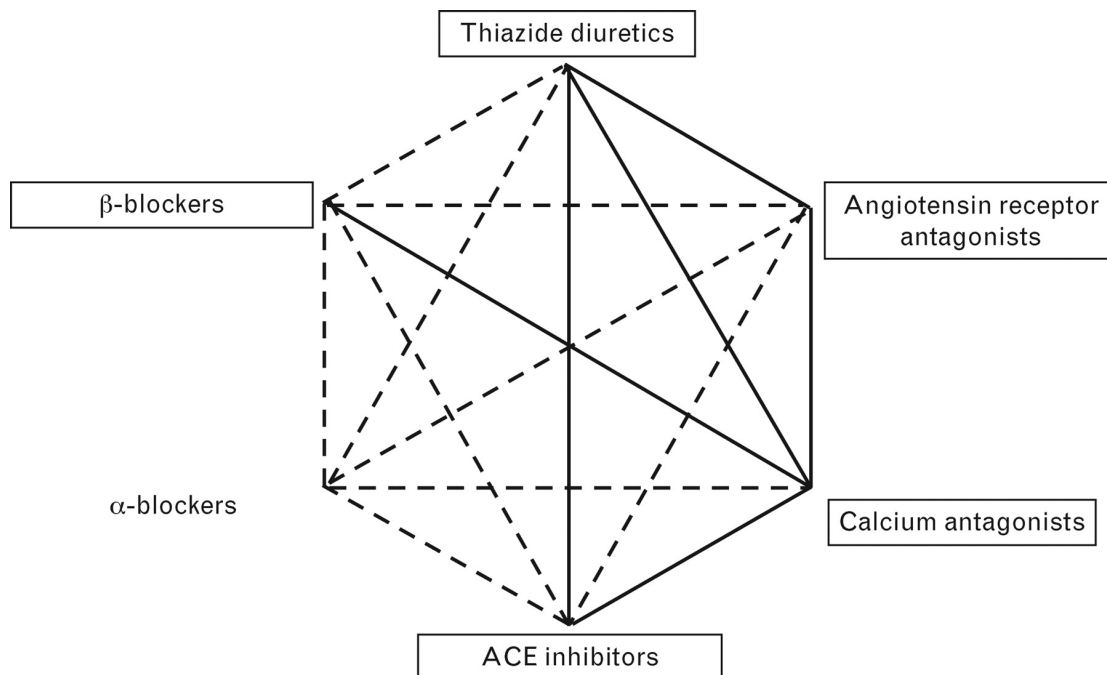 Thiazide diuretics
β-blockers
Angiotensin receptor
antagonists
α-blockers
Calcium antagonists
ACE inhibitors